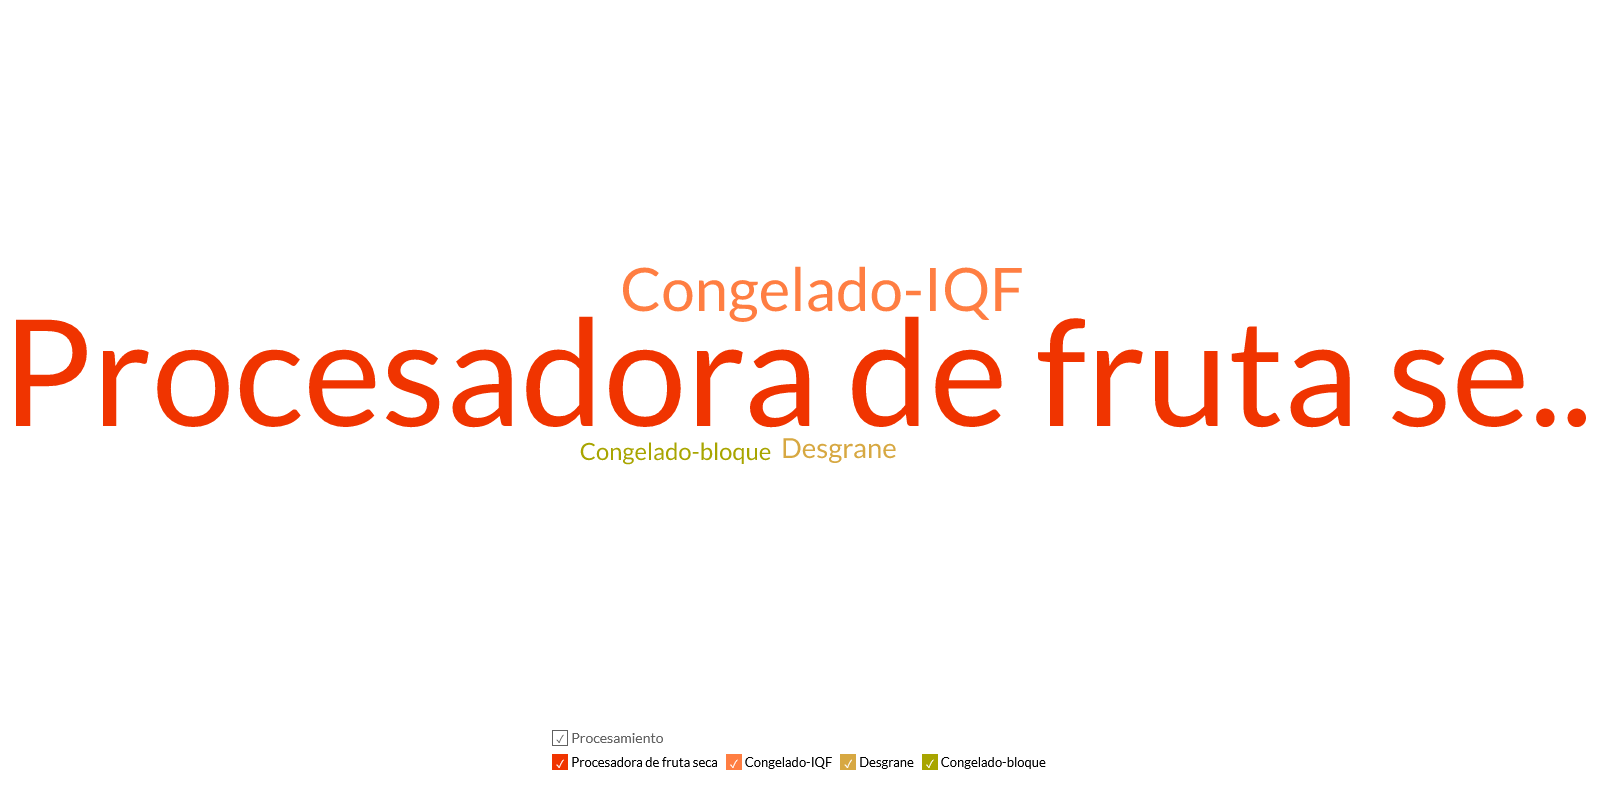 Congelado-IQF
Procesadora de fruta se..
Congelado-bloque Desgrane
Procesamiento
Procesadora de fruta seca Congelado-IQF Desgrane Congelado-bloque